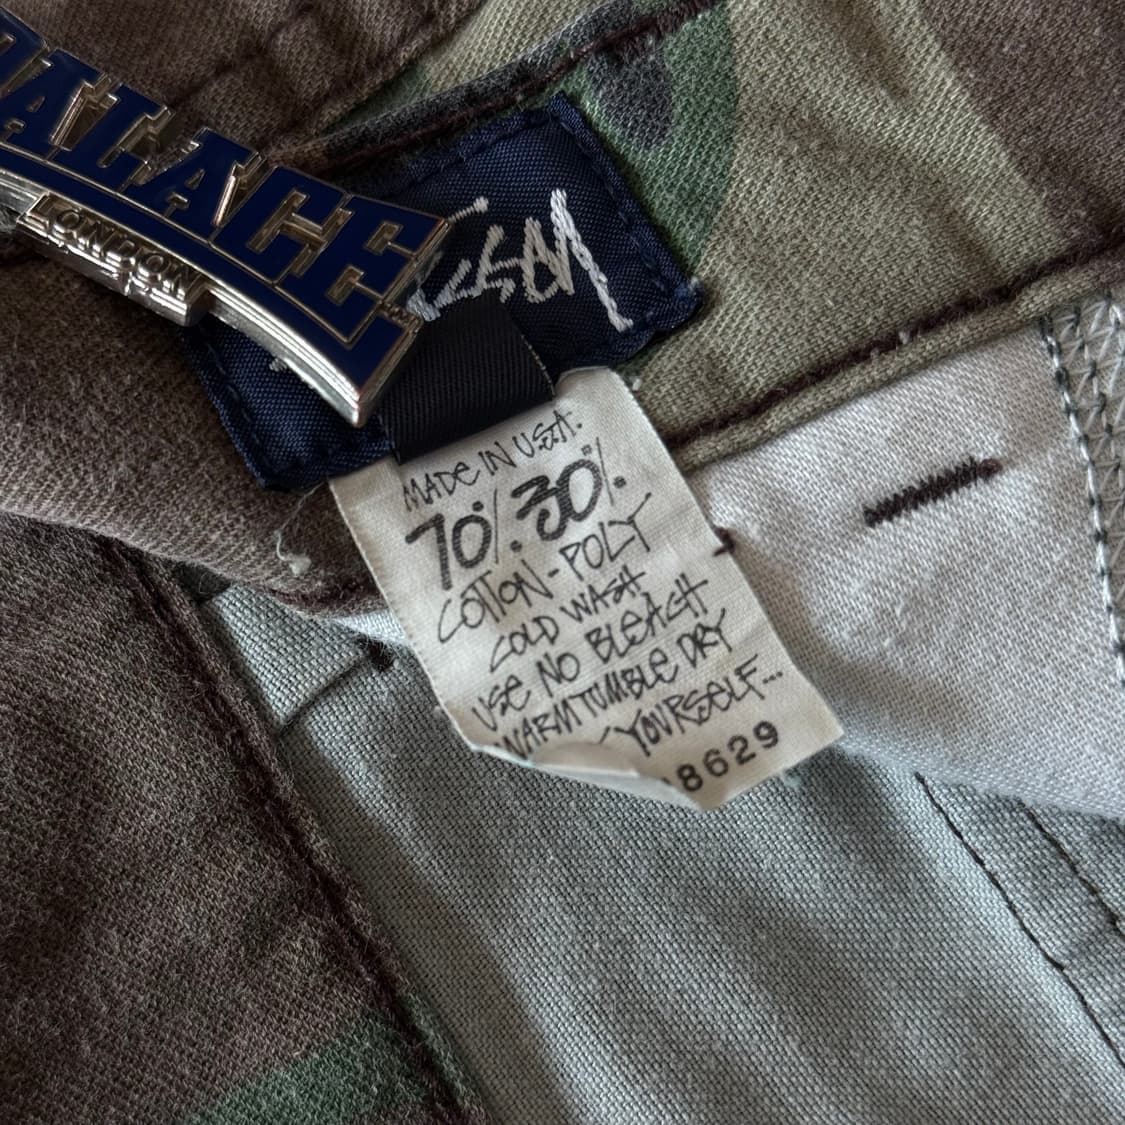 PALACE
LONDON
MADE IN U.S.A.
70% 30%
COTTON-POLY
COLD WASH
USE NO BLEACH
WARM TUMBLE DRY
YOURSELF...
8629